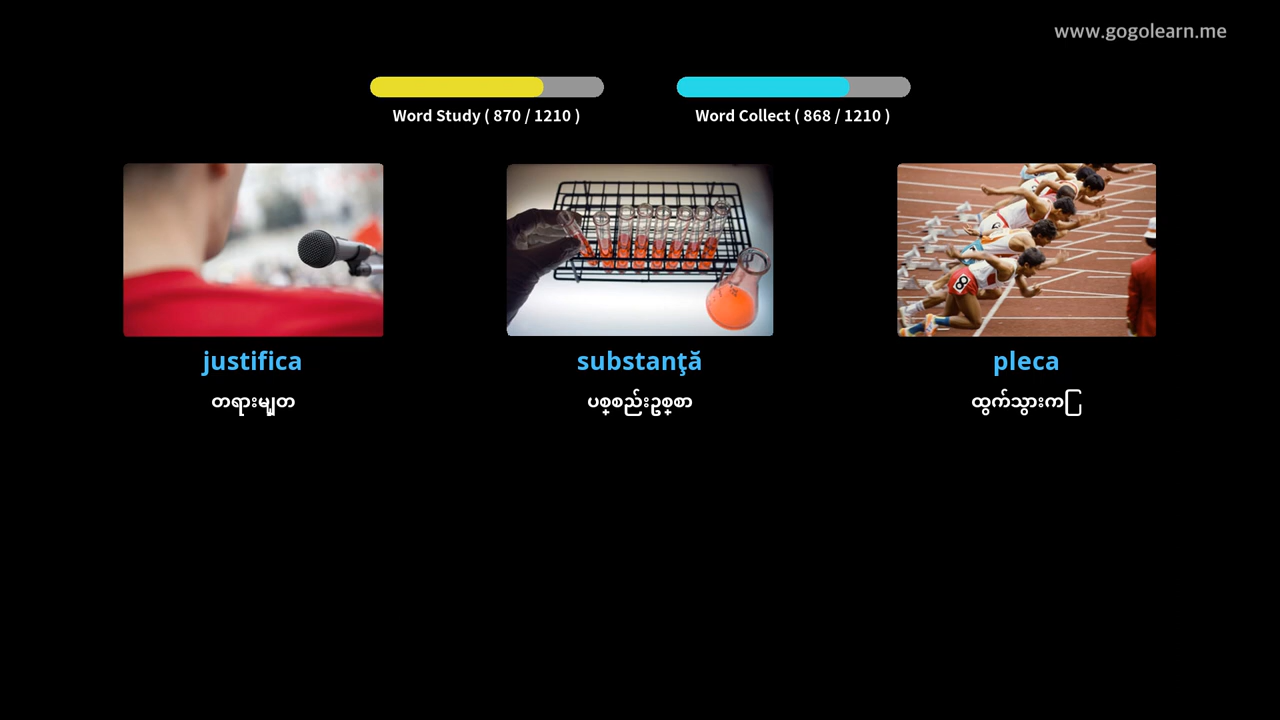 www.gogolearn.me
Word Study ( 870 / 1210 )
Word Collect ( 868 / 1210 )
justifica
substanţă
pleca
တရားမျှတ
ပစ္စည်းဥစ္စာ
ထွက်သွားကြ